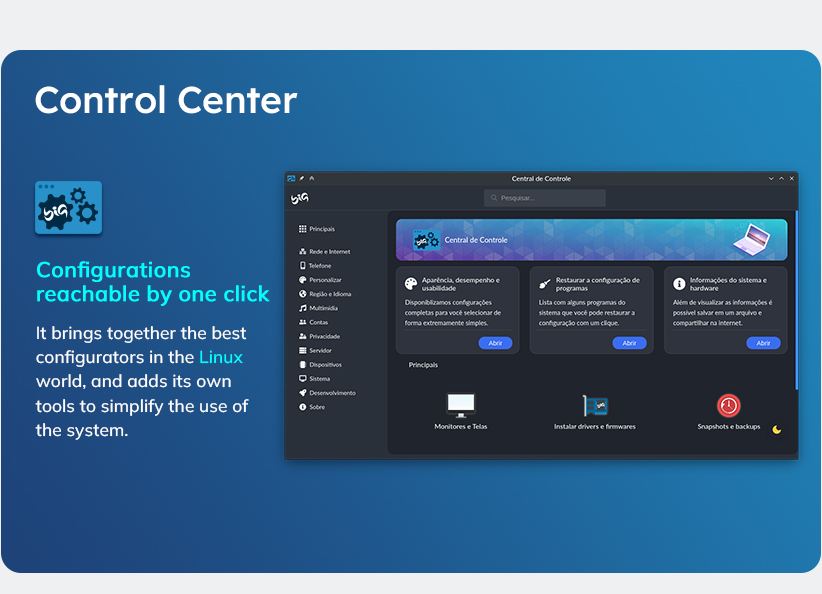 Control Center
biG
Configurations
reachable by one click
It brings together the best
configurators in the Linux
world, and adds its own
tools to simplify the use of
the system.
Central de Controle
biG
Pesquisar...
Principais
Rede e Internet
Telefone
Personalizar
Região e Idioma
Multimídia
Contas
Privacidade
Servidor
Dispositivos
Sistema
Desenvolvimento
Sobre
biG
Central de Controle
Aparência, desempenho e
usabilidade
Disponibilizamos configurações
completas para você selecionar de
forma extremamente simples.
Abrir
Restaurar a configuração de
programas
Lista com alguns programas do
sistema que você pode restaurar a
configuração com um clique.
Abrir
Informações do sistema e
hardware
Além de visualizar as informações é
possível salvar em um arquivo e
compartilhar na internet.
Abrir
Principais
Monitores e Telas
biG
Instalar drivers e firmwares
Snapshots e backups